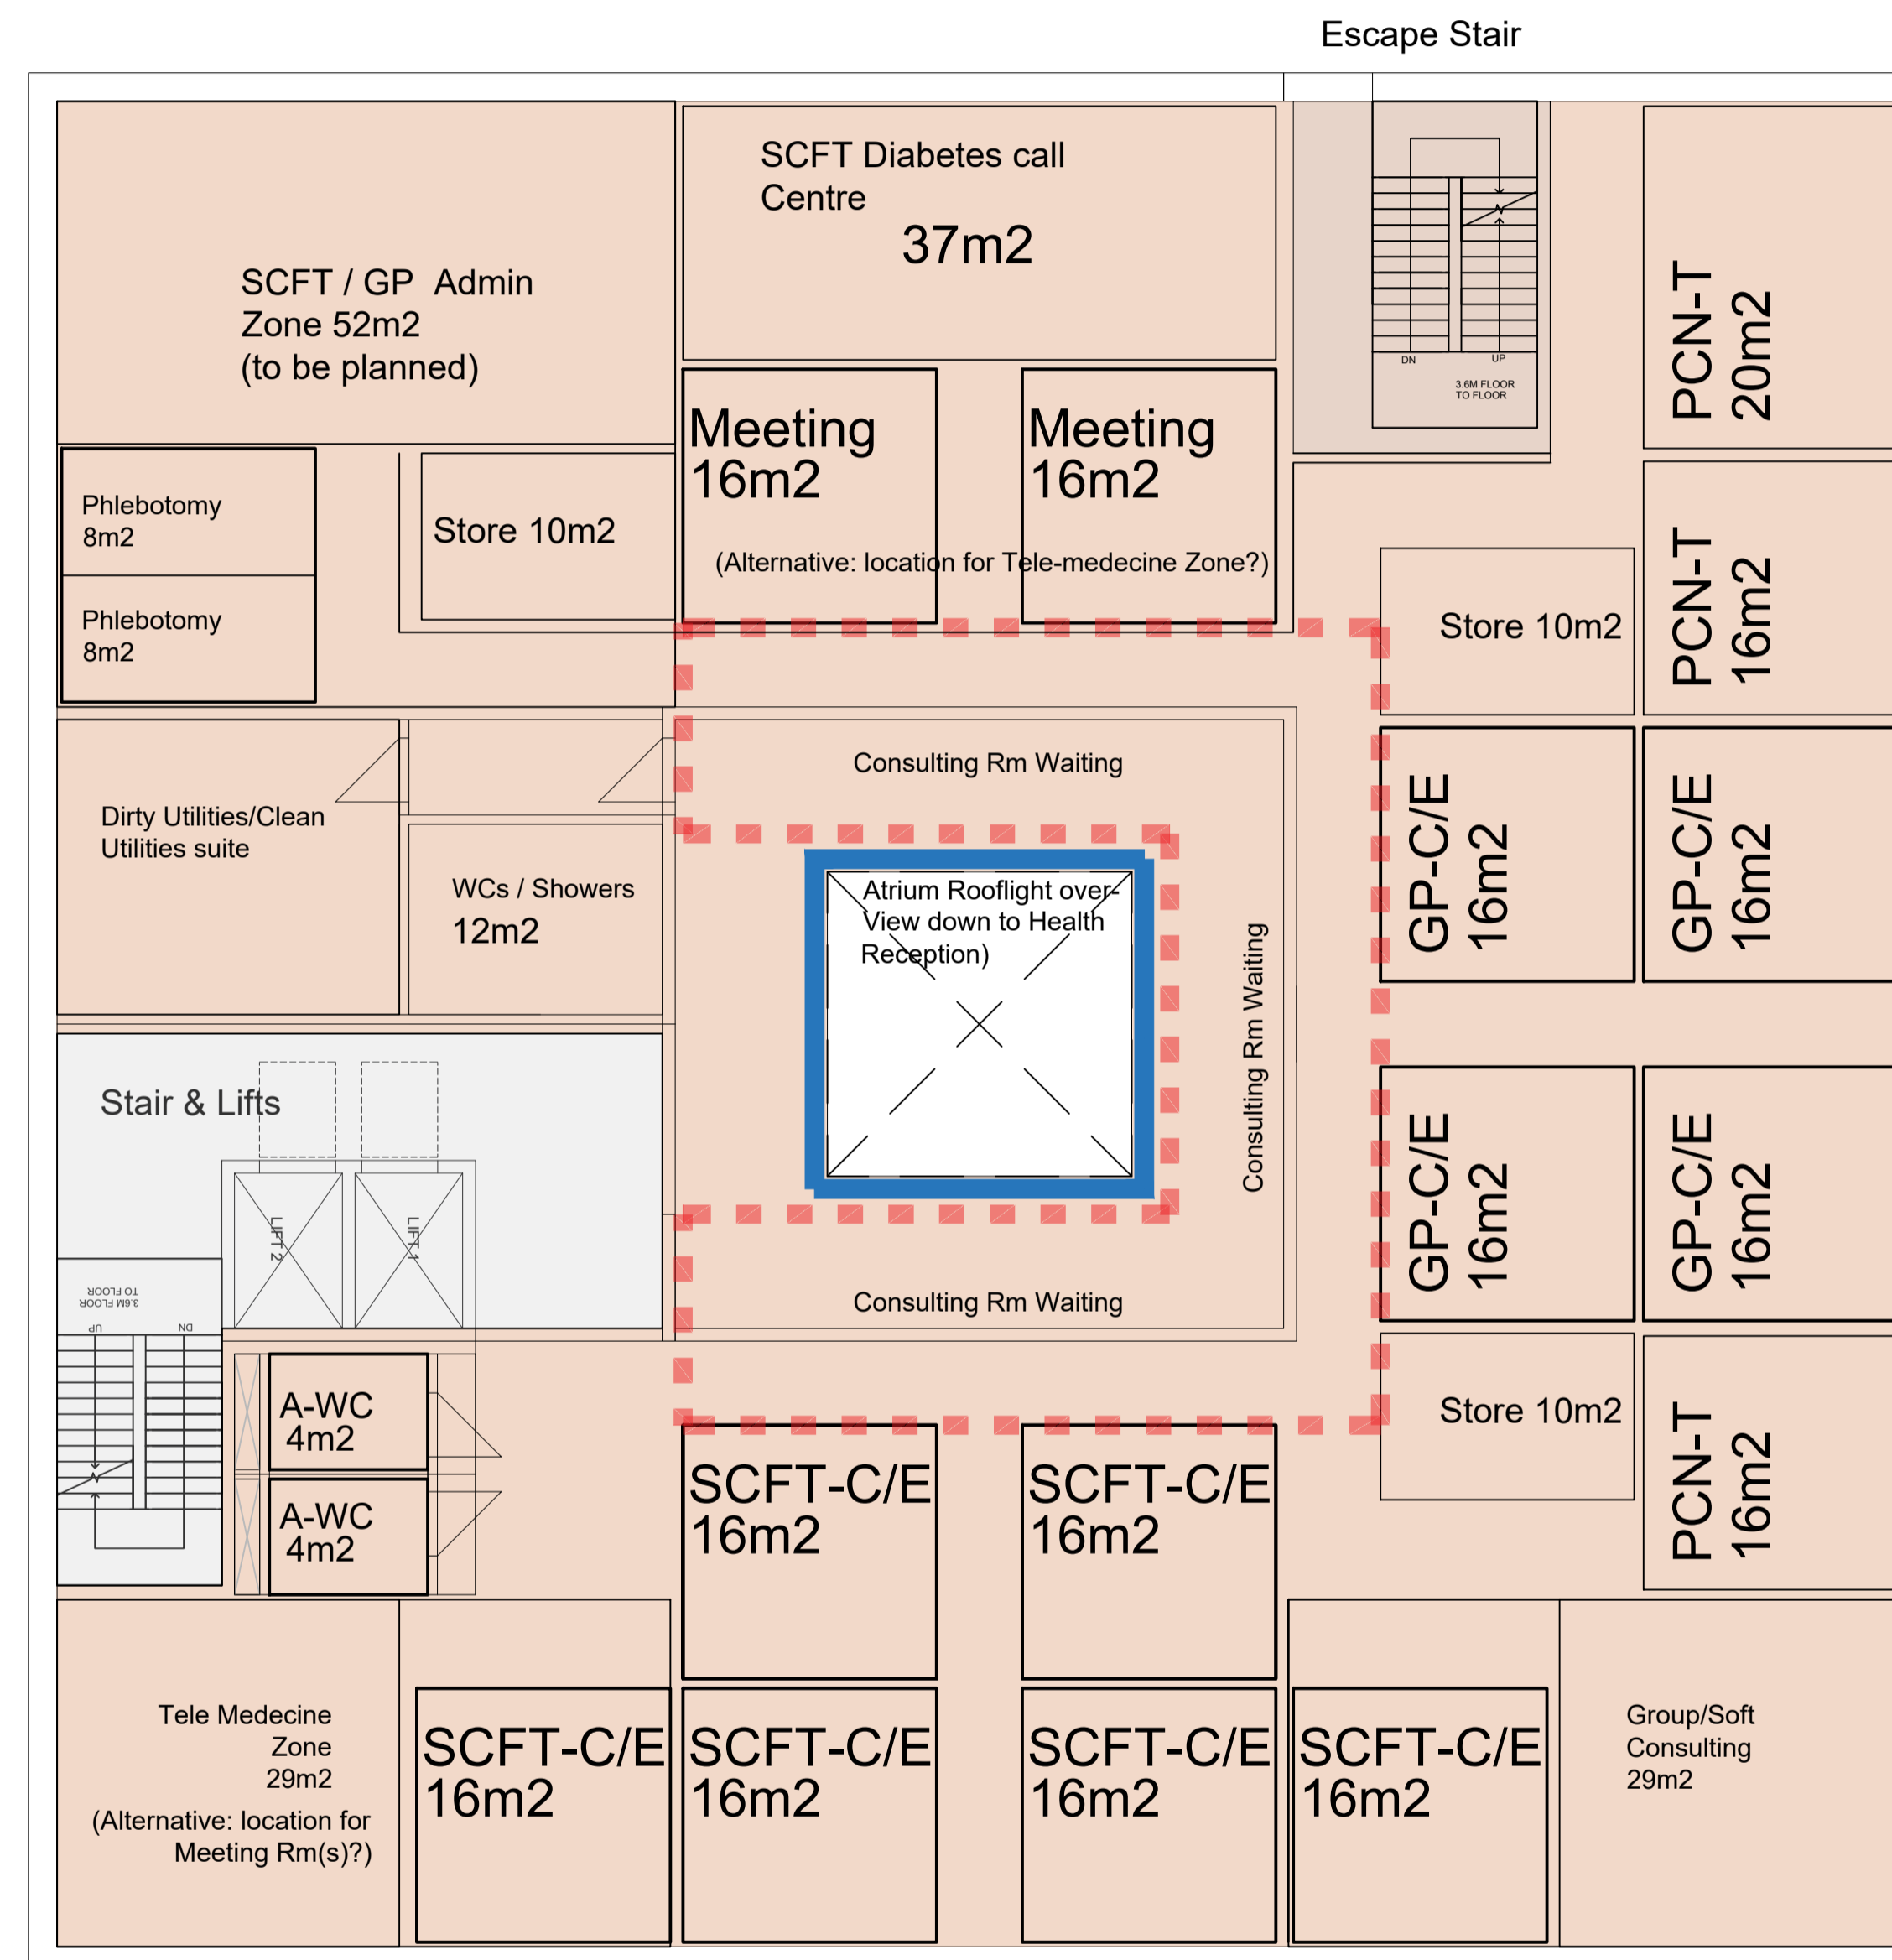 Escape Stair
SCFT / GP  Admin
Zone 52m2
(to be planned)
SCFT Diabetes call
Centre
37m2
DN
UP
3.6M FLOOR
TO FLOOR
PCN-T
20m2
Phlebotomy
8m2
Phlebotomy
8m2
Store 10m2
Meeting
16m2
Meeting
16m2
(Alternative: location for Tele-medecine Zone?)
Store 10m2
PCN-T
16m2
Dirty Utilities/Clean
Utilities suite
WCs / Showers
12m2
Consulting Rm Waiting
Atrium Rooflight over-
View down to Health
Reception)
Consulting Rm Waiting
GP-C/E
16m2
GP-C/E
16m2
Stair & Lifts
LIFT 2
LIFT 1
3.6M FLOOR
TO FLOOR
UP
DN
Consulting Rm Waiting
GP-C/E
16m2
GP-C/E
16m2
A-WC
4m2
A-WC
4m2
SCFT-C/E
16m2
SCFT-C/E
16m2
Store 10m2
PCN-T
16m2
Tele Medecine
Zone
29m2
(Alternative: location for
Meeting Rm(s)?)
SCFT-C/E
16m2
SCFT-C/E
16m2
SCFT-C/E
16m2
SCFT-C/E
16m2
Group/Soft
Consulting
29m2